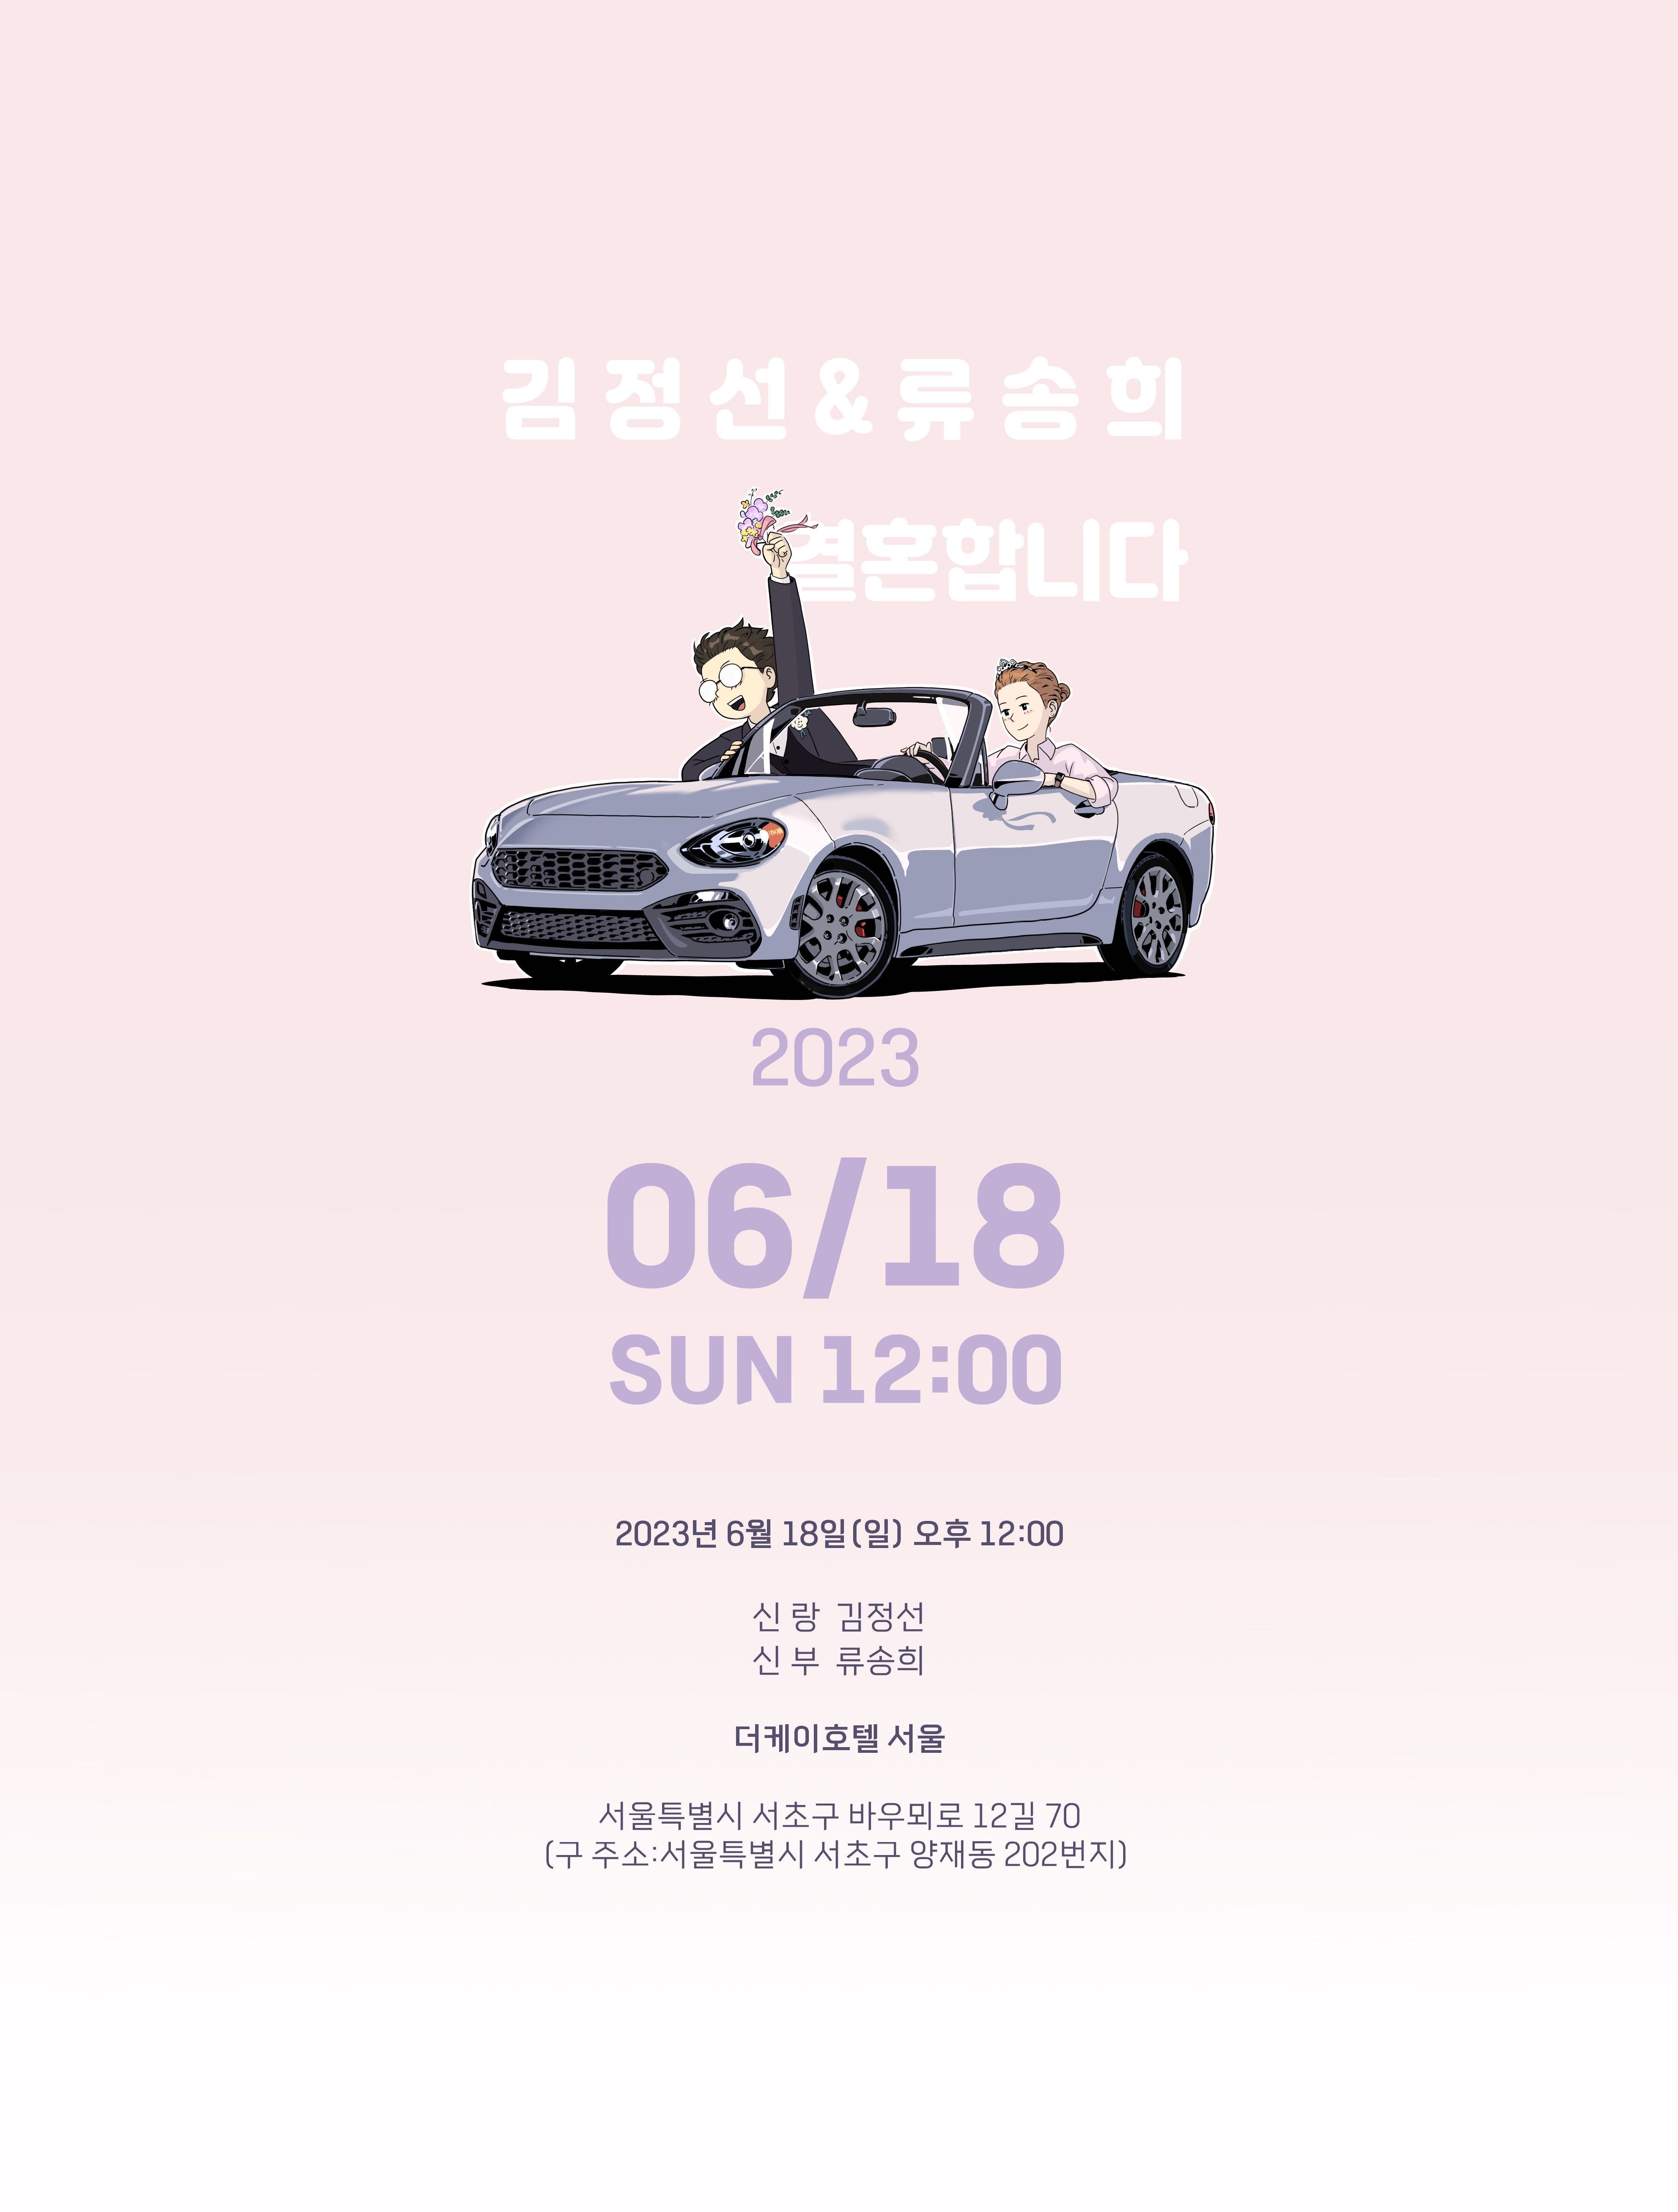 김정선&류송희
결혼합니다
2023
06/18
SUN 12:00
2023년 6월 18일(일) 오후 12:00
신 랑 김정선
신 부 류송희
더케이호텔 서울
서울특별시 서초구 바우뫼로 12길 70
(구 주소:서울특별시 서초구 양재동 202번지)